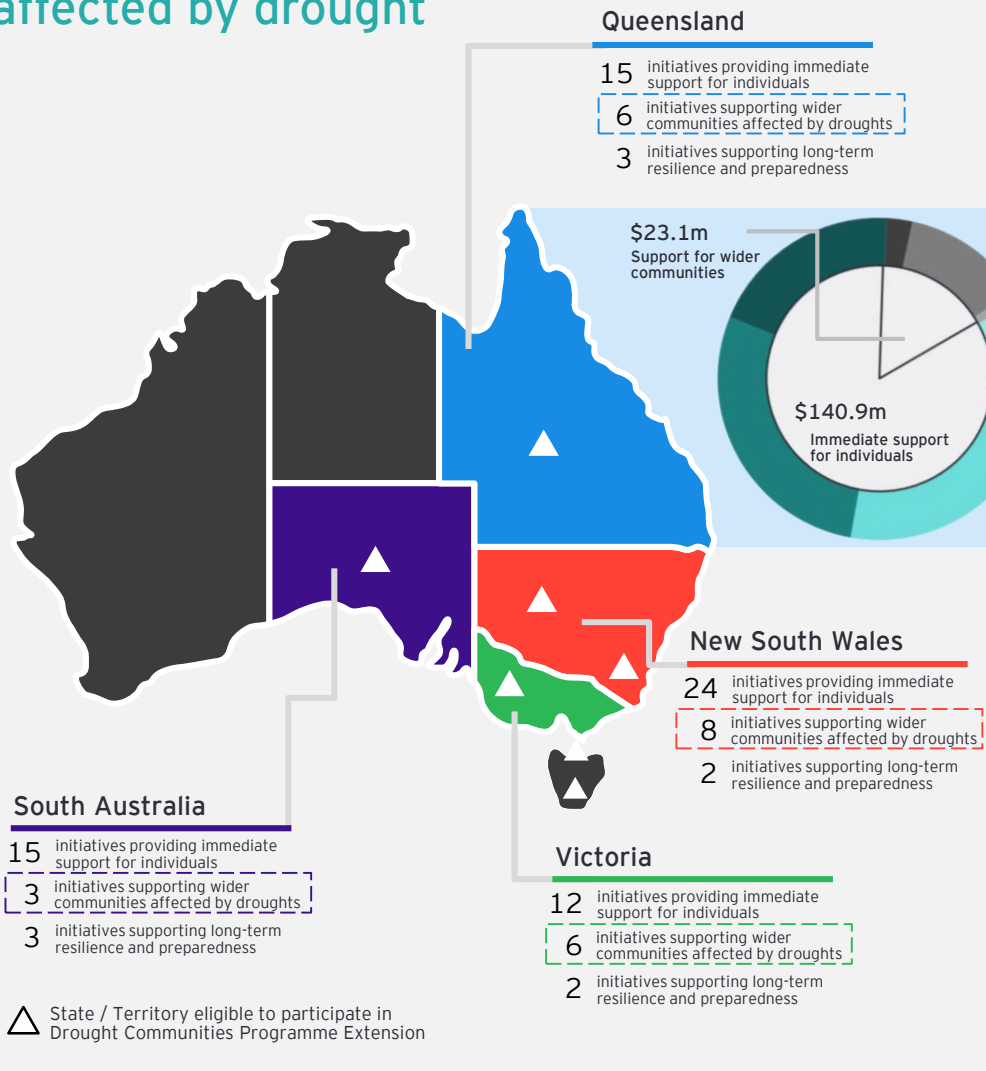 affected by drought
Queensland
15 initiatives providing immediate
support for individuals
6 initiatives supporting wider
communities affected by droughts
3 initiatives supporting long-term
resilience and preparedness
$23.1m
Support for wider
communities
$140.9m
Immediate support
for individuals
New South Wales
24 initiatives providing immediate
support for individuals
8 initiatives supporting wider
communities affected by droughts
2 initiatives supporting long-term
resilience and preparedness
South Australia
15 initiatives providing immediate
support for individuals
3 initiatives supporting wider
communities affected by droughts
3 initiatives supporting long-term
resilience and preparedness
Victoria
12 initiatives providing immediate
support for individuals
6 initiatives supporting wider
communities affected by droughts
2 initiatives supporting long-term
resilience and preparedness
State / Territory eligible to participate in
Drought Communities Programme Extension